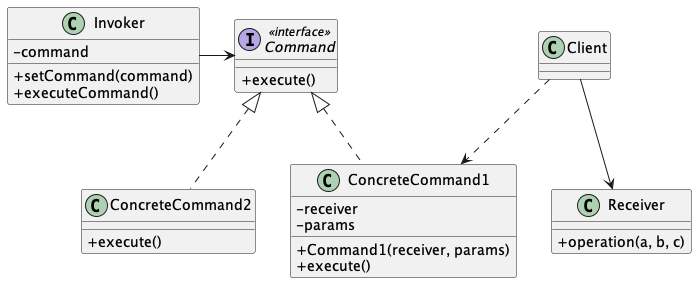 C Invoker
-command
+setCommand(command)
+executeCommand()
I «interface»
Command
+execute()
C Client
C ConcreteCommand2
+execute()
C ConcreteCommand1
-receiver
-params
+Command1(receiver, params)
+execute()
C Receiver
+operation(a, b, c)